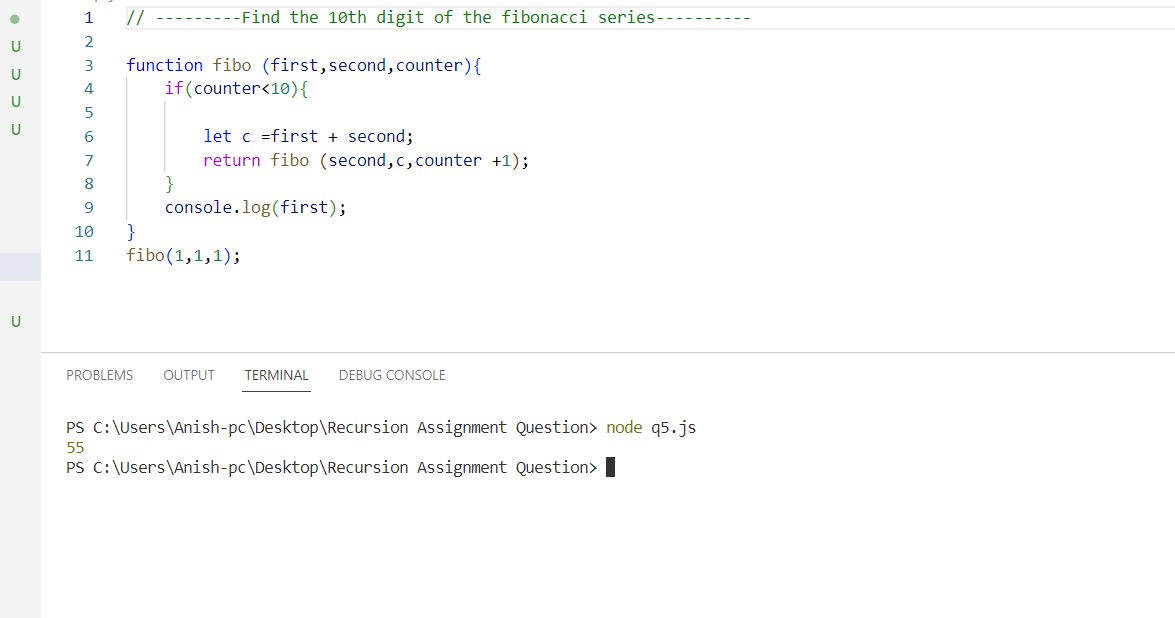 1 // ---------Find the 10th digit of the fibonacci series----------
2
U
3 function fibo (first,second,counter){
U
4 if(counter<10){
U
5
U
6 let c =first + second;
7 return fibo (second,c,counter +1);
8 }
9 console.log(first);
10 }
11 fibo(1,1,1);
U
PROBLEMS OUTPUT TERMINAL DEBUG CONSOLE
PS C:\Users\Anish-pc\Desktop\Recursion Assignment Question> node q5.js
55
PS C:\Users\Anish-pc\Desktop\Recursion Assignment Question>